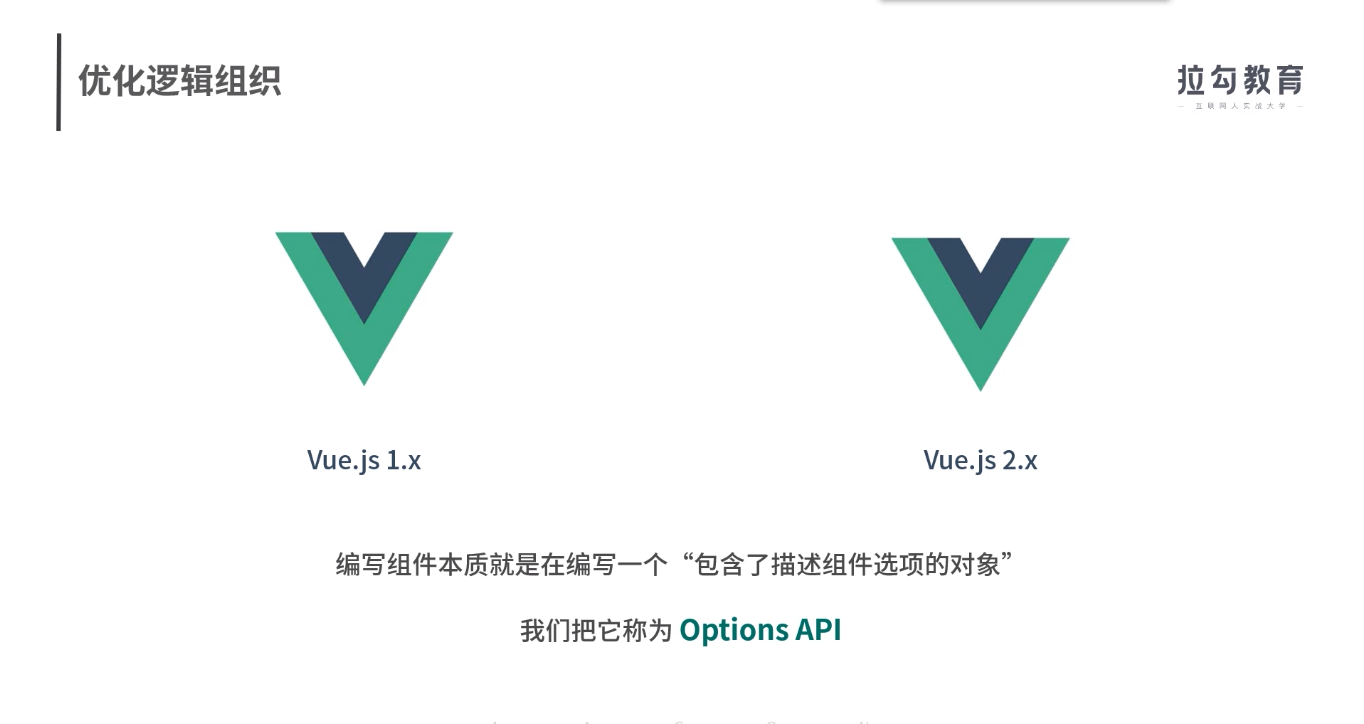 优化逻辑组织
拉勾教育
互联网人实战大学
Vue.js 1.x
Vue.js 2.x
编写组件本质就是在编写一个“包含了描述组件选项的对象”
我们把它称为 Options API